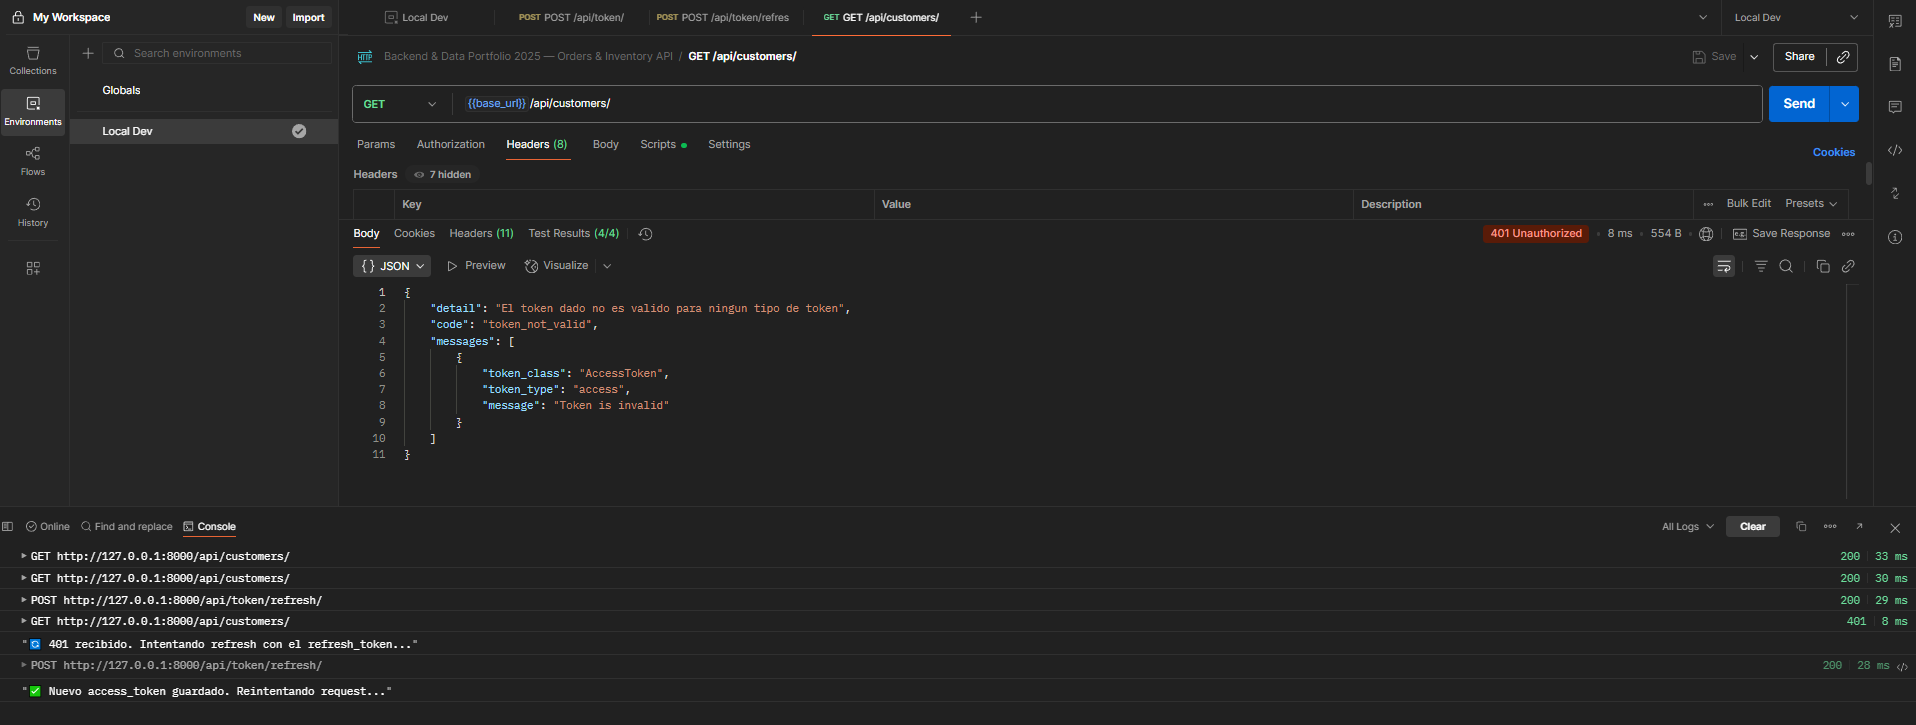 My Workspace New Import Local Dev POST POST /api/token/ POST POST /api/token/refres GET GET /api/customers/ Local Dev
Collections
Environments
Flows
History
Search environments
Globals
Local Dev
HTTP Backend & Data Portfolio 2025 — Orders & Inventory API / GET /api/customers/ Save Share
GET {{base_url}} /api/customers/ Send
Params Authorization Headers (8) Body Scripts Settings Cookies
Headers 7 hidden
Key Value Description Bulk Edit Presets
Body Cookies Headers (11) Test Results (4/4) 401 Unauthorized 8 ms 554 B Save Response
{} JSON Preview Visualize
1 {
2 "detail": "El token dado no es valido para ningun tipo de token",
3 "code": "token_not_valid",
4 "messages": [
5 {
6 "token_class": "AccessToken",
7 "token_type": "access",
8 "message": "Token is invalid"
9 }
10 ]
11 }
Online Find and replace Console All Logs Clear
GET http://127.0.0.1:8000/api/customers/ 200 33 ms
GET http://127.0.0.1:8000/api/customers/ 200 30 ms
POST http://127.0.0.1:8000/api/token/refresh/ 200 29 ms
GET http://127.0.0.1:8000/api/customers/ 401 8 ms
"🔄 401 recibido. Intentando refresh con el refresh_token..."
POST http://127.0.0.1:8000/api/token/refresh/ 200 28 ms
"✅ Nuevo access_token guardado. Reintentando request..."